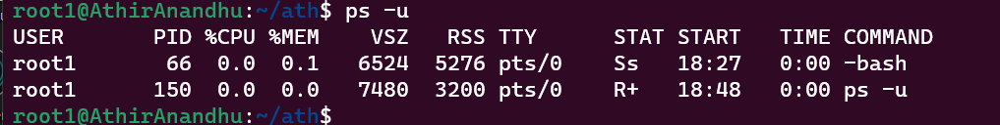 root1@AthirAnandhu:~/ath$ ps -u
USER         PID %CPU %MEM    VSZ   RSS TTY      STAT START   TIME COMMAND
root1         66  0.0  0.1   6524  5276 pts/0    Ss   18:27   0:00 -bash
root1        150  0.0  0.0   7480  3200 pts/0    R+   18:48   0:00 ps -u
root1@AthirAnandhu:~/ath$